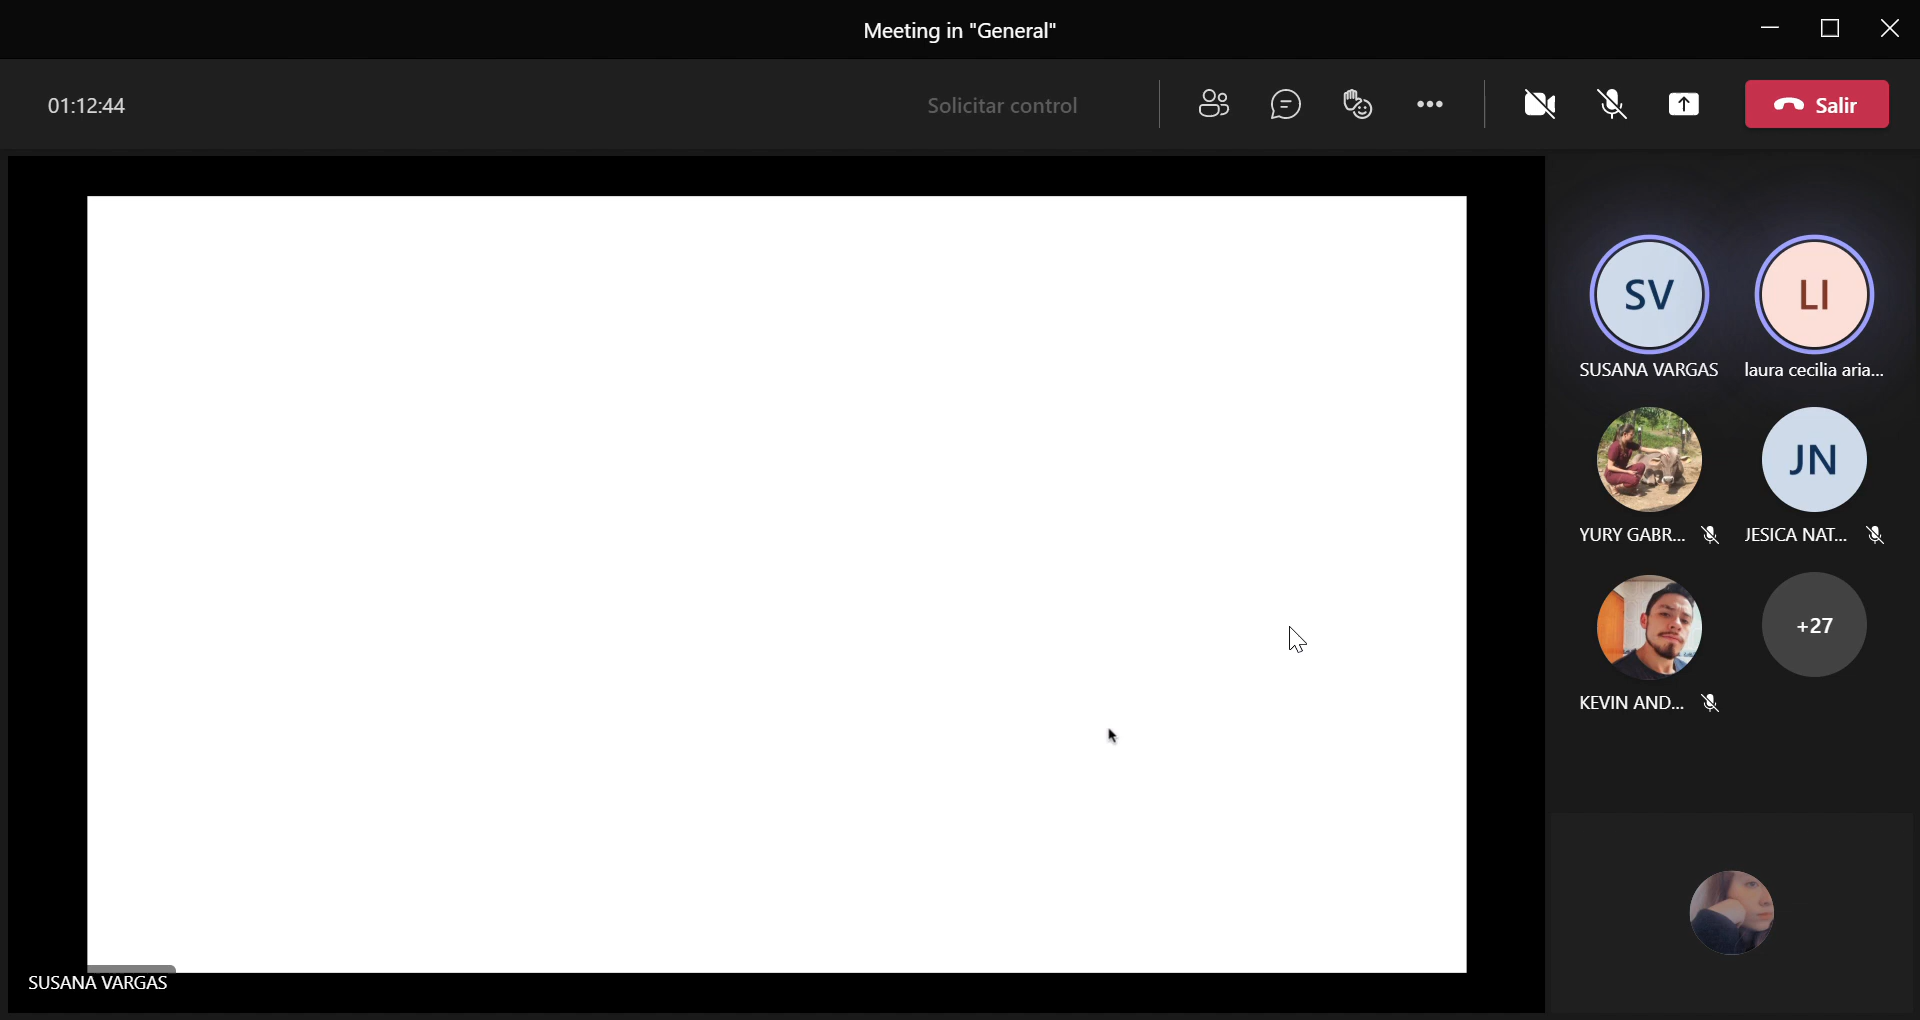 Meeting in "General"
01:12:44
Solicitar control
Salir
SV
LI
SUSANA VARGAS
laura cecilia aria...
JN
YURY GABR...
JESICA NAT...
+27
KEVIN AND...
SUSANA VARGAS